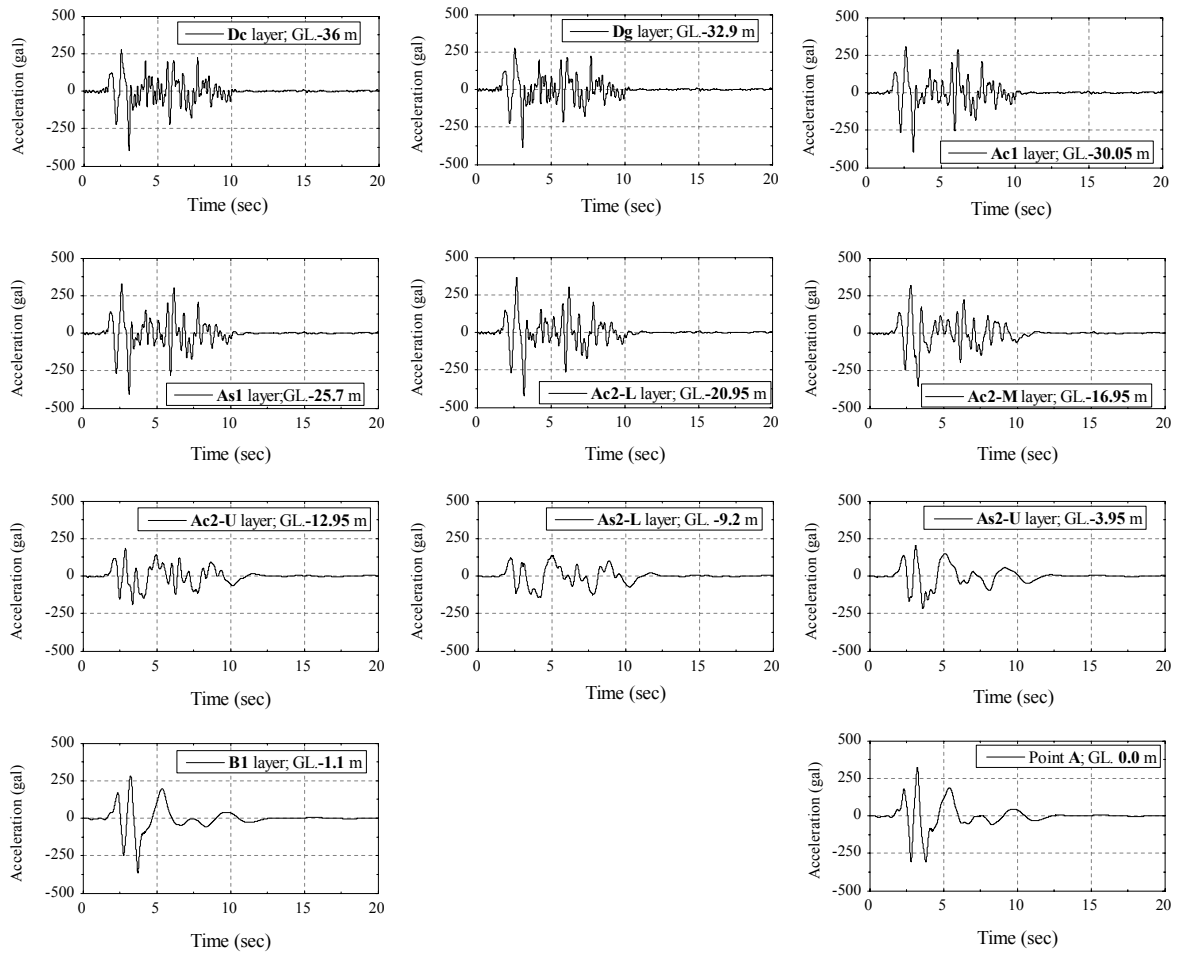 Acceleration (gal)
500
250
0
-250
-500
Dc layer; GL.-36 m
0 5 10 15 20
Time (sec)
Acceleration (gal)
500
250
0
-250
-500
Dg layer; GL.-32.9 m
0 5 10 15 20
Time (sec)
Acceleration (gal)
500
250
0
-250
-500
Ac1 layer; GL.-30.05 m
0 5 10 15 20
Time (sec)
Acceleration (gal)
500
250
0
-250
-500
As1 layer;GL.-25.7 m
0 5 10 15 20
Time (sec)
Acceleration (gal)
500
250
0
-250
-500
Ac2-L layer; GL.-20.95 m
0 5 10 15 20
Time (sec)
Acceleration (gal)
500
250
0
-250
-500
Ac2-M layer; GL.-16.95 m
0 5 10 15 20
Time (sec)
Acceleration (gal)
500
250
0
-250
-500
Ac2-U layer; GL.-12.95 m
0 5 10 15 20
Time (sec)
Acceleration (gal)
500
250
0
-250
-500
As2-L layer; GL. -9.2 m
0 5 10 15 20
Time (sec)
Acceleration (gal)
500
250
0
-250
-500
As2-U layer; GL.-3.95 m
0 5 10 15 20
Time (sec)
Acceleration (gal)
500
250
0
-250
-500
B1 layer; GL.-1.1 m
0 5 10 15 20
Time (sec)
Acceleration (gal)
500
250
0
-250
-500
Point A; GL. 0.0 m
0 5 10 15 20
Time (sec)